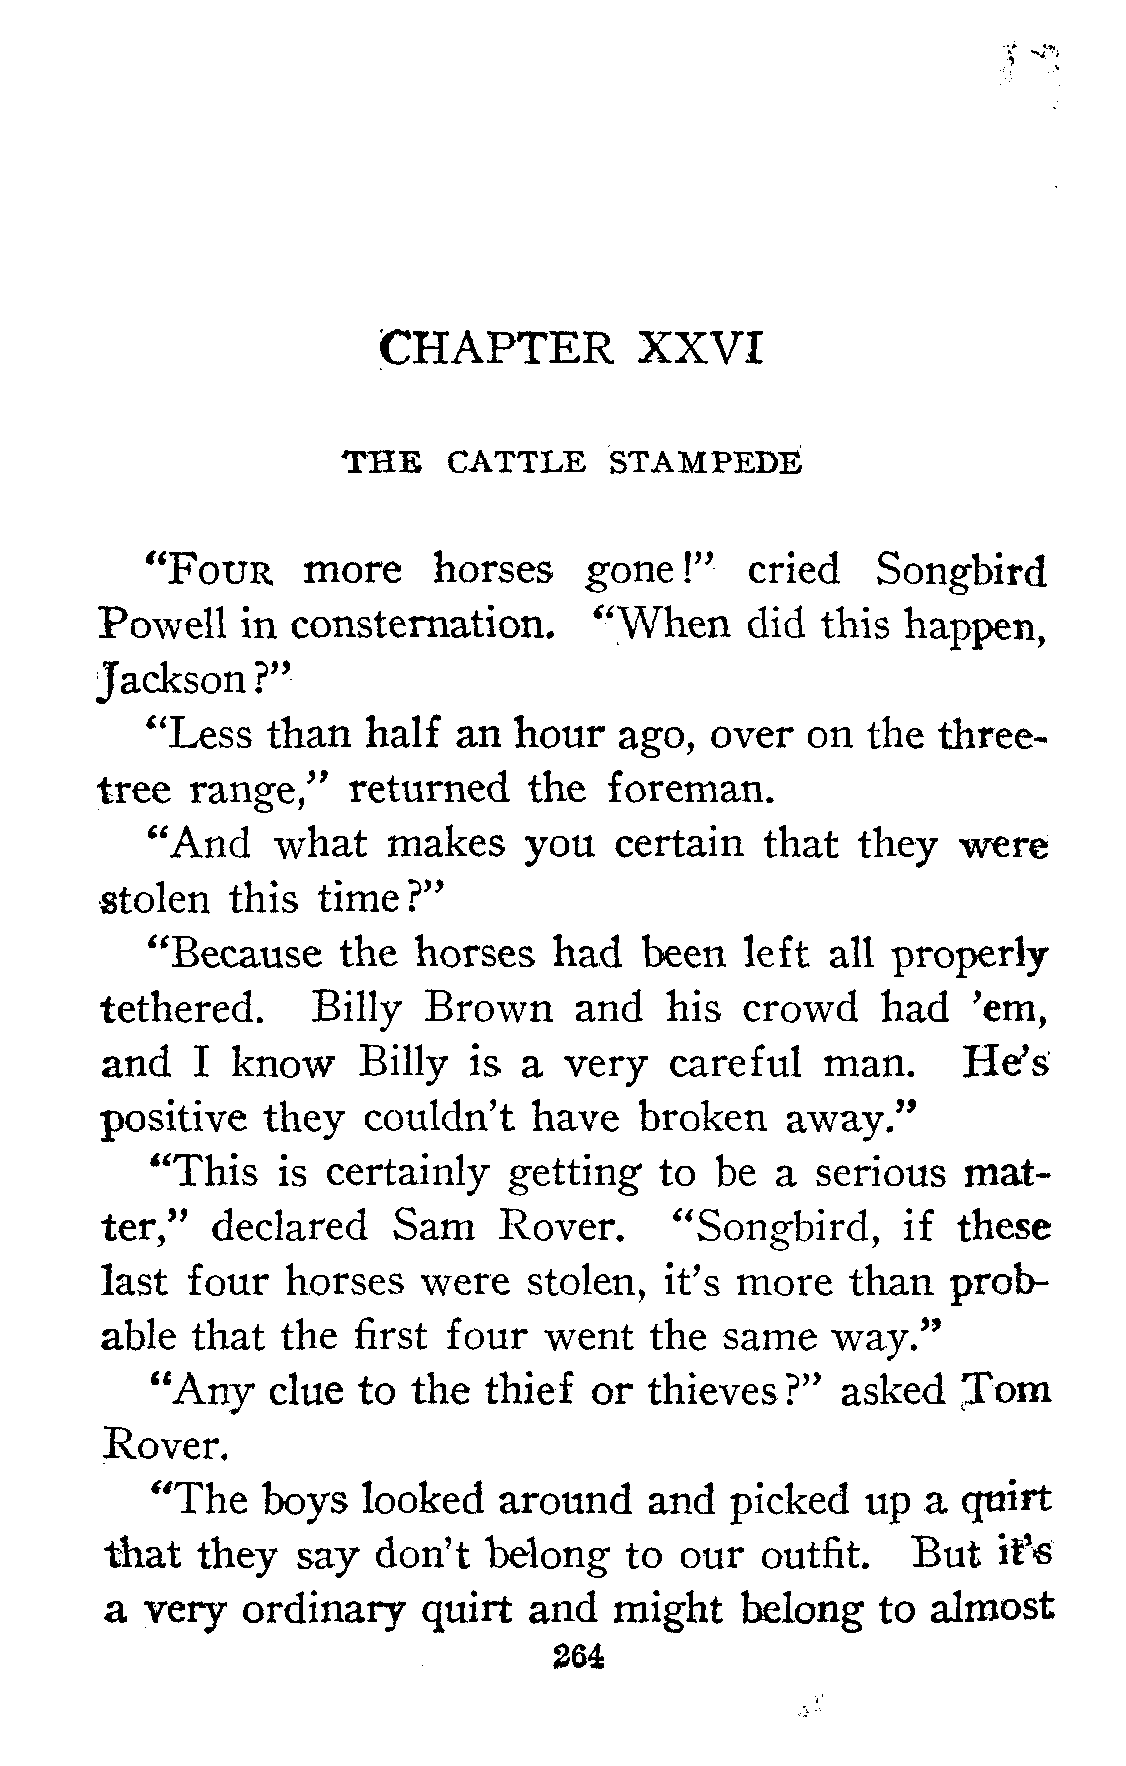 CHAPTER XXVI
THE CATTLE STAMPEDE
“FOUR more horses gone!” cried Songbird
Powell in consternation. “When did this happen,
Jackson?”
“Less than half an hour ago, over on the three-
tree range,” returned the foreman.
“And what makes you certain that they were
stolen this time?”
“Because the horses had been left all properly
tethered. Billy Brown and his crowd had ’em,
and I know Billy is a very careful man. He’s
positive they couldn’t have broken away.”
“This is certainly getting to be a serious mat-
ter,” declared Sam Rover. “Songbird, if these
last four horses were stolen, it’s more than prob-
able that the first four went the same way.”
“Any clue to the thief or thieves?” asked Tom
Rover.
“The boys looked around and picked up a quirt
that they say don’t belong to our outfit. But it’s
a very ordinary quirt and might belong to almost
264